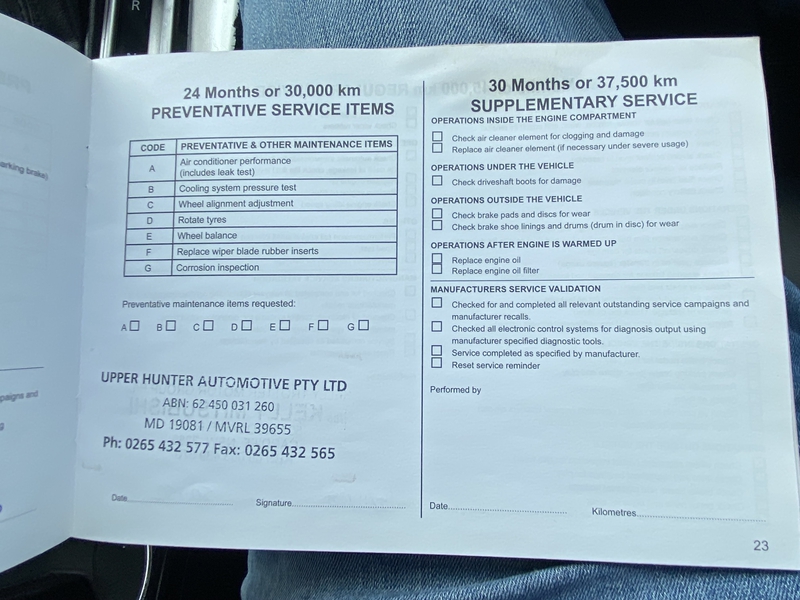 R
24 Months or 30,000 km
PREVENTATIVE SERVICE ITEMS
CODE PREVENTATIVE & OTHER MAINTENANCE ITEMS
A Air conditioner performance
(includes leak test)
B Cooling system pressure test
C Wheel alignment adjustment
D Rotate tyres
E Wheel balance
F Replace wiper blade rubber inserts
G Corrosion inspection
Preventative maintenance items requested:
A B C D E F G
UPPER HUNTER AUTOMOTIVE PTY LTD
ABN: 62 450 031 260
MD 19081 / MVRL 39655
Ph: 0265 432 577 Fax: 0265 432 565
Date Signature
30 Months or 37,500 km
SUPPLEMENTARY SERVICE
OPERATIONS INSIDE THE ENGINE COMPARTMENT
Check air cleaner element for clogging and damage
Replace air cleaner element (if necessary under severe usage)
OPERATIONS UNDER THE VEHICLE
Check driveshaft boots for damage
OPERATIONS OUTSIDE THE VEHICLE
Check brake pads and discs for wear
Check brake shoe linings and drums (drum in disc) for wear
OPERATIONS AFTER ENGINE IS WARMED UP
Replace engine oil
Replace engine oil filter
MANUFACTURERS SERVICE VALIDATION
Checked for and completed all relevant outstanding service campaigns and
manufacturer recalls.
Checked all electronic control systems for diagnosis output using
manufacturer specified diagnostic tools.
Service completed as specified by manufacturer.
Reset service reminder
Performed by
Date Kilometres
23